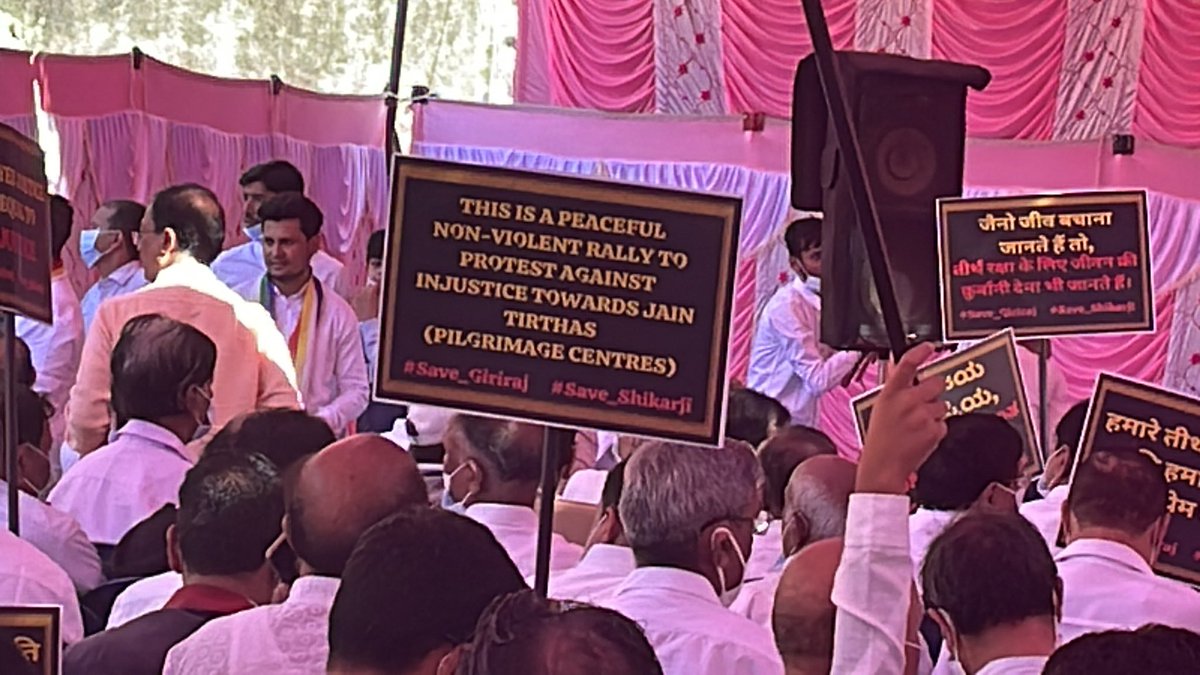 THIS IS A PEACEFUL
NON-VIOLENT RALLY TO
PROTEST AGAINST
INJUSTICE TOWARDS JAIN
TIRTHAS
(PILGRIMAGE CENTRES)
#Save_Giriraj #Save_Shikarji
जैनो जीव बचाना
जानते हैं तो,
तीर्थ रक्षा के लिए जीवन की
कुर्बानी देना भी जानते हैं।
#Save_Giriraj #Save_Shikarji
हमारे